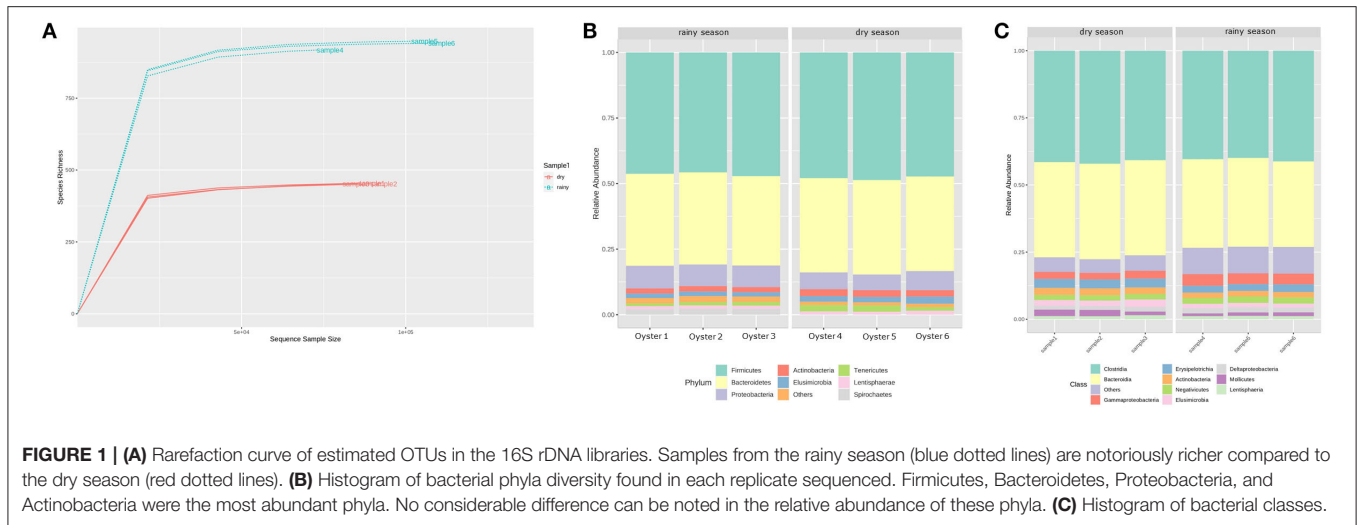 A
Species Richness
750
500
250
0
sample5
sample6
sample4
sample2
5e+04
1e+05
Sequence Sample Size
Sample1
dry
rainy
B
rainy season
dry season
Relative Abundance
1.00
0.75
0.50
0.25
0.00
Oyster 1 Oyster 2 Oyster 3 Oyster 4 Oyster 5 Oyster 6
Phylum
Firmicutes
Bacteroidetes
Proteobacteria
Actinobacteria
Elusimicrobia
Others
Tenericutes
Lentisphaerae
Spirochaetes
C
dry season
rainy season
Relative Abundance
1.00
0.75
0.50
0.25
0.00
sample1 sample2 sample3 sample4 sample5 sample6
Class
Clostridia
Bacteroidia
Others
Gammaproteobacteria
Erysipelotrichia
Actinobacteria
Negativicutes
Elusimicrobia
Deltaproteobacteria
Mollicutes
Lentisphaeria
FIGURE 1 | (A) Rarefaction curve of estimated OTUs in the 16S rDNA libraries. Samples from the rainy season (blue dotted lines) are notoriously richer compared to
the dry season (red dotted lines). (B) Histogram of bacterial phyla diversity found in each replicate sequenced. Firmicutes, Bacteroidetes, Proteobacteria, and
Actinobacteria were the most abundant phyla. No considerable difference can be noted in the relative abundance of these phyla. (C) Histogram of bacterial classes.